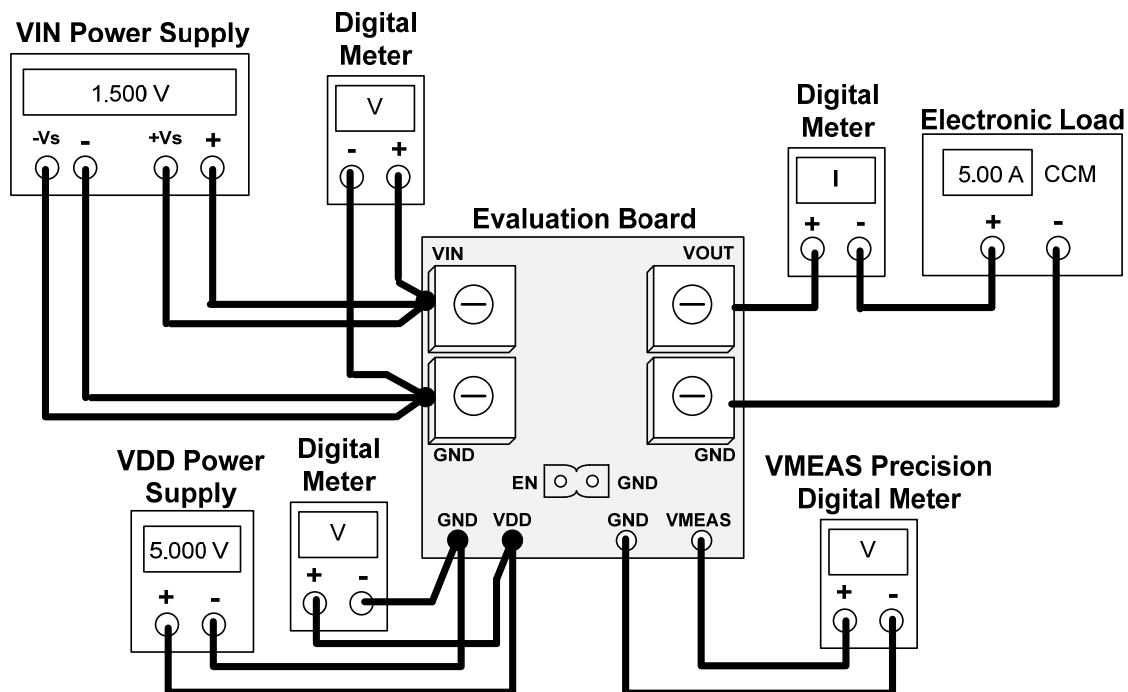 VIN Power Supply
1.500 V
-Vs - +Vs +
Digital
Meter
V
- +
Digital
Meter
I
+ -
Electronic Load
5.00 A CCM
+ -
Evaluation Board
VIN VOUT
GND GND
EN GND
GND VDD GND VMEAS
VDD Power
Supply
5.000 V
+ -
Digital
Meter
V
+ -
VMEAS Precision
Digital Meter
V
+ -